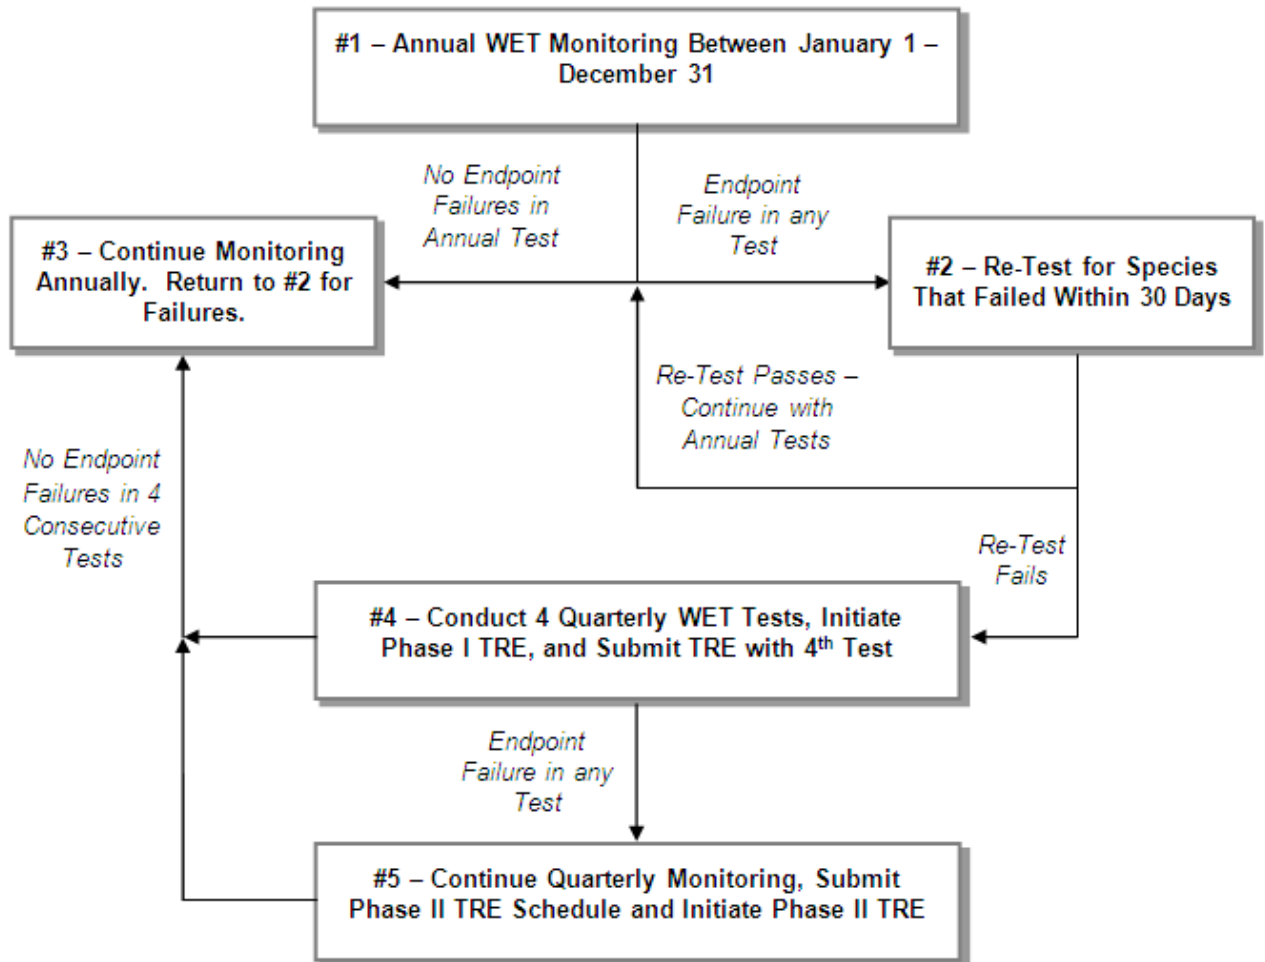 #1 – Annual WET Monitoring Between January 1 –
December 31
No Endpoint
Failures in
Annual Test
Endpoint
Failure in any
Test
#3 – Continue Monitoring
Annually.  Return to #2 for
Failures.
#2 – Re-Test for Species
That Failed Within 30 Days
Re-Test Passes –
Continue with
Annual Tests
No Endpoint
Failures in 4
Consecutive
Tests
Re-Test
Fails
#4 – Conduct 4 Quarterly WET Tests, Initiate
Phase I TRE, and Submit TRE with 4th Test
Endpoint
Failure in any
Test
#5 – Continue Quarterly Monitoring, Submit
Phase II TRE Schedule and Initiate Phase II TRE